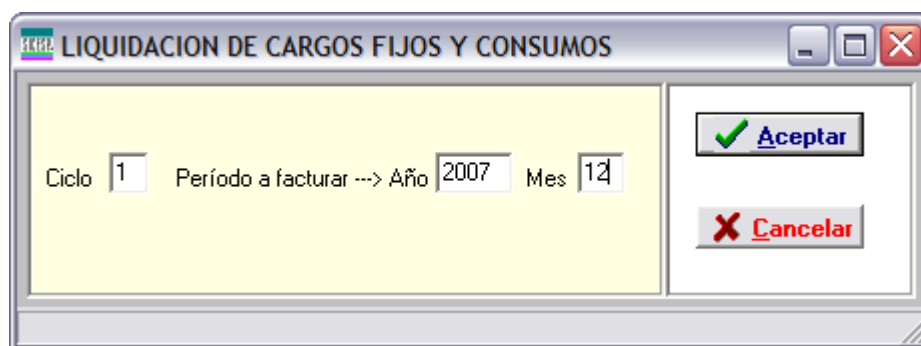 LIQUIDACION DE CARGOS FIJOS Y CONSUMOS
Aceptar
Ciclo 1 Período a facturar ---> Año 2007 Mes 12
Cancelar